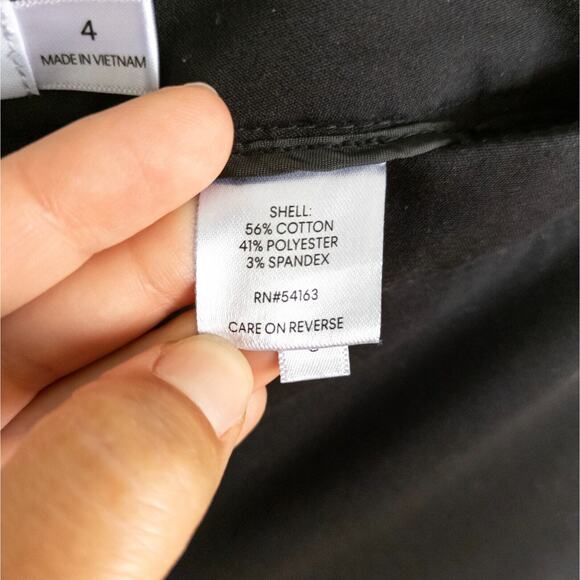 4
MADE IN VIETNAM
SHELL:
56% COTTON
41% POLYESTER
3% SPANDEX
RN#54163
CARE ON REVERSE